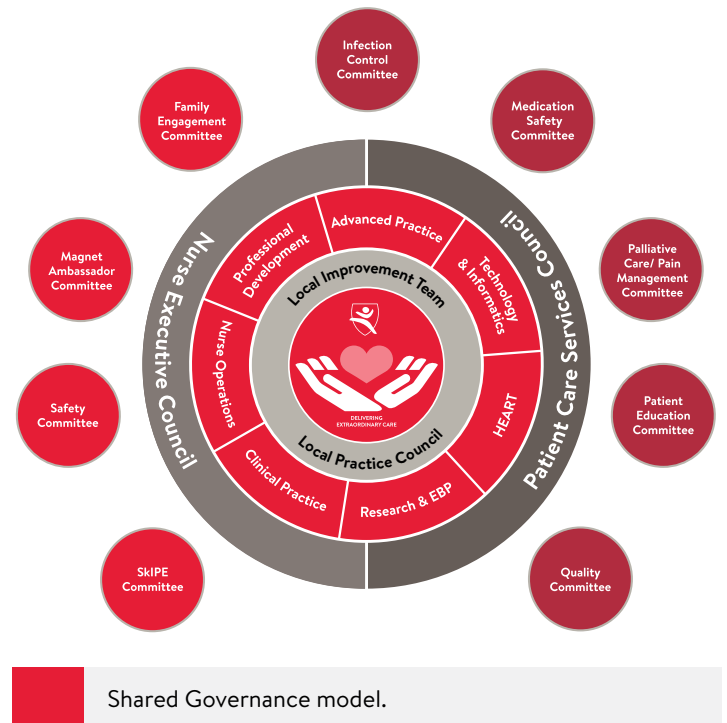 Infection
Control
Committee
Family
Engagement
Committee
Medication
Safety
Committee
Magnet
Ambassador
Committee
Palliative
Care/ Pain
Management
Committee
Safety
Committee
Patient
Education
Committee
SkIPE
Committee
Quality
Committee
Nurse Executive Council
Patient Care Services Council
Professional
Development
Advanced Practice
Technology
& Informatics
Nurse Operations
HEART
Clinical Practice
Research & EBP
Local Improvement Team
DELIVERING
EXTRAORDINARY CARE
Local Practice Council
Shared Governance model.